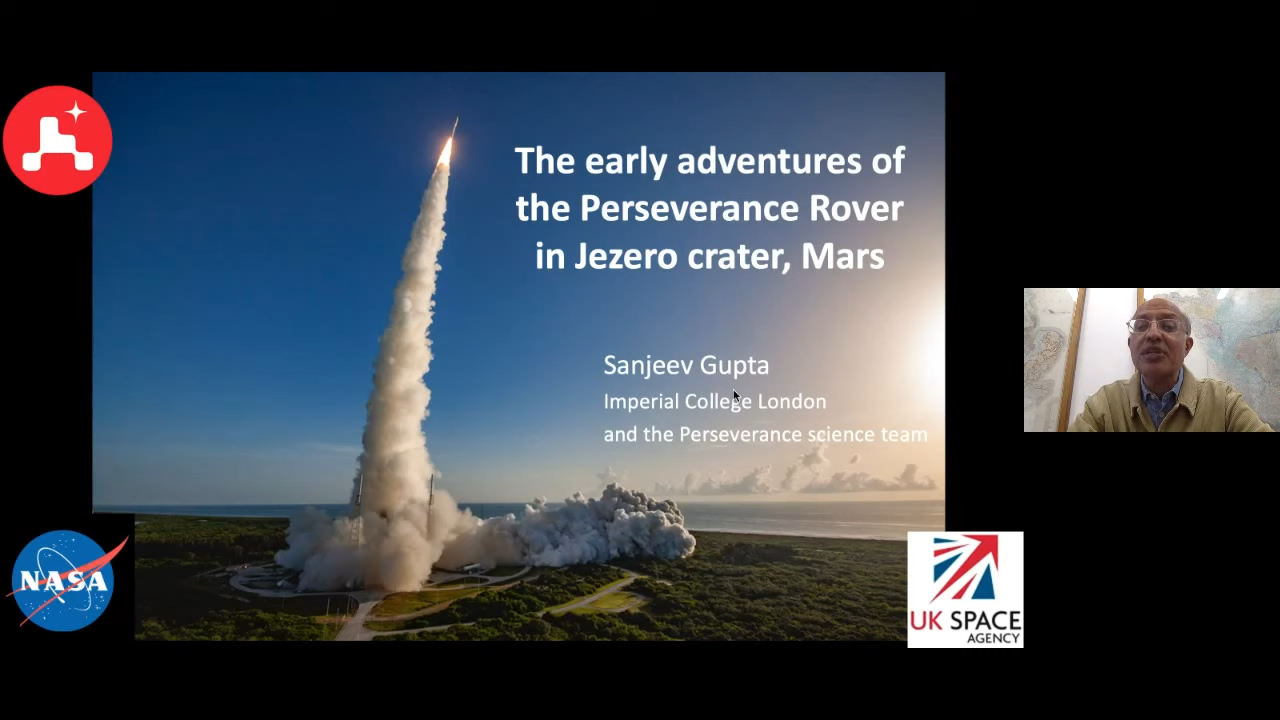 The early adventures of
the Perseverance Rover
in Jezero crater, Mars
Sanjeev Gupta
Imperial College London
and the Perseverance science team
NASA
UK SPACE
AGENCY